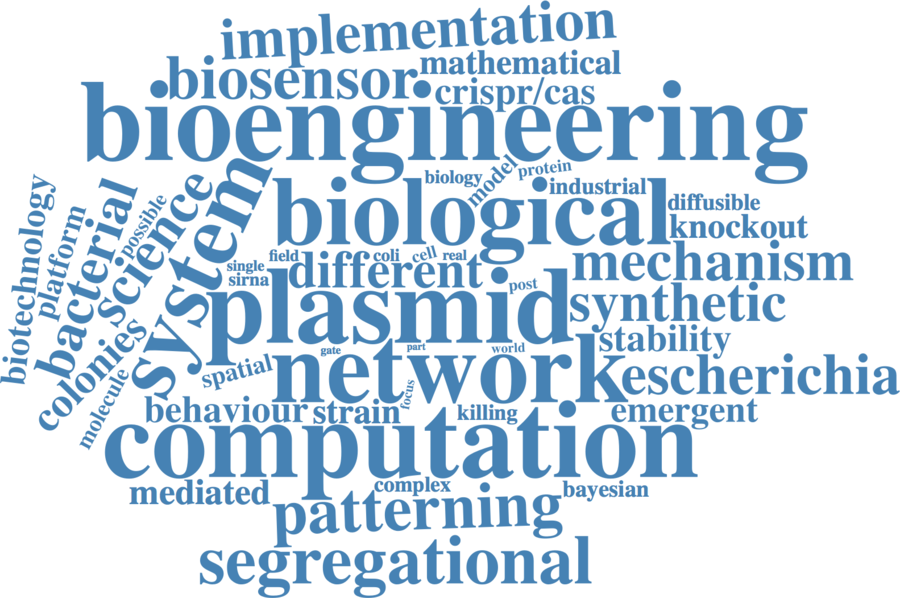 implementation
biosensor
mathematical
crispr/cas
bioengineering
biology
model
protein
industrial
biological
diffusible
knockout
biotechnology
platform
bacterial
possible
science
system
field
coli
cell
real
single
sirna
different
mechanism
post
plasmid
synthetic
stability
colonies
molecule
spatial
gate
part
world
network
escherichia
focus
behaviour
strain
killing
emergent
computation
mediated
complex
bayesian
patterning
segregational